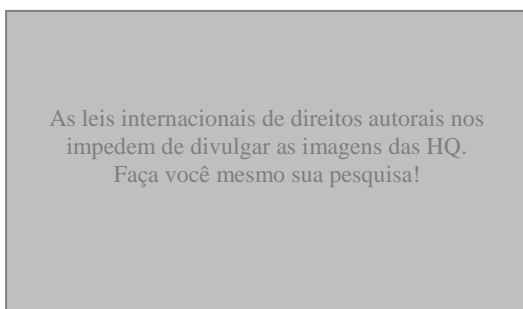 As leis internacionais de direitos autorais nos
impedem de divulgar as imagens das HQ.
Faça você mesmo sua pesquisa!